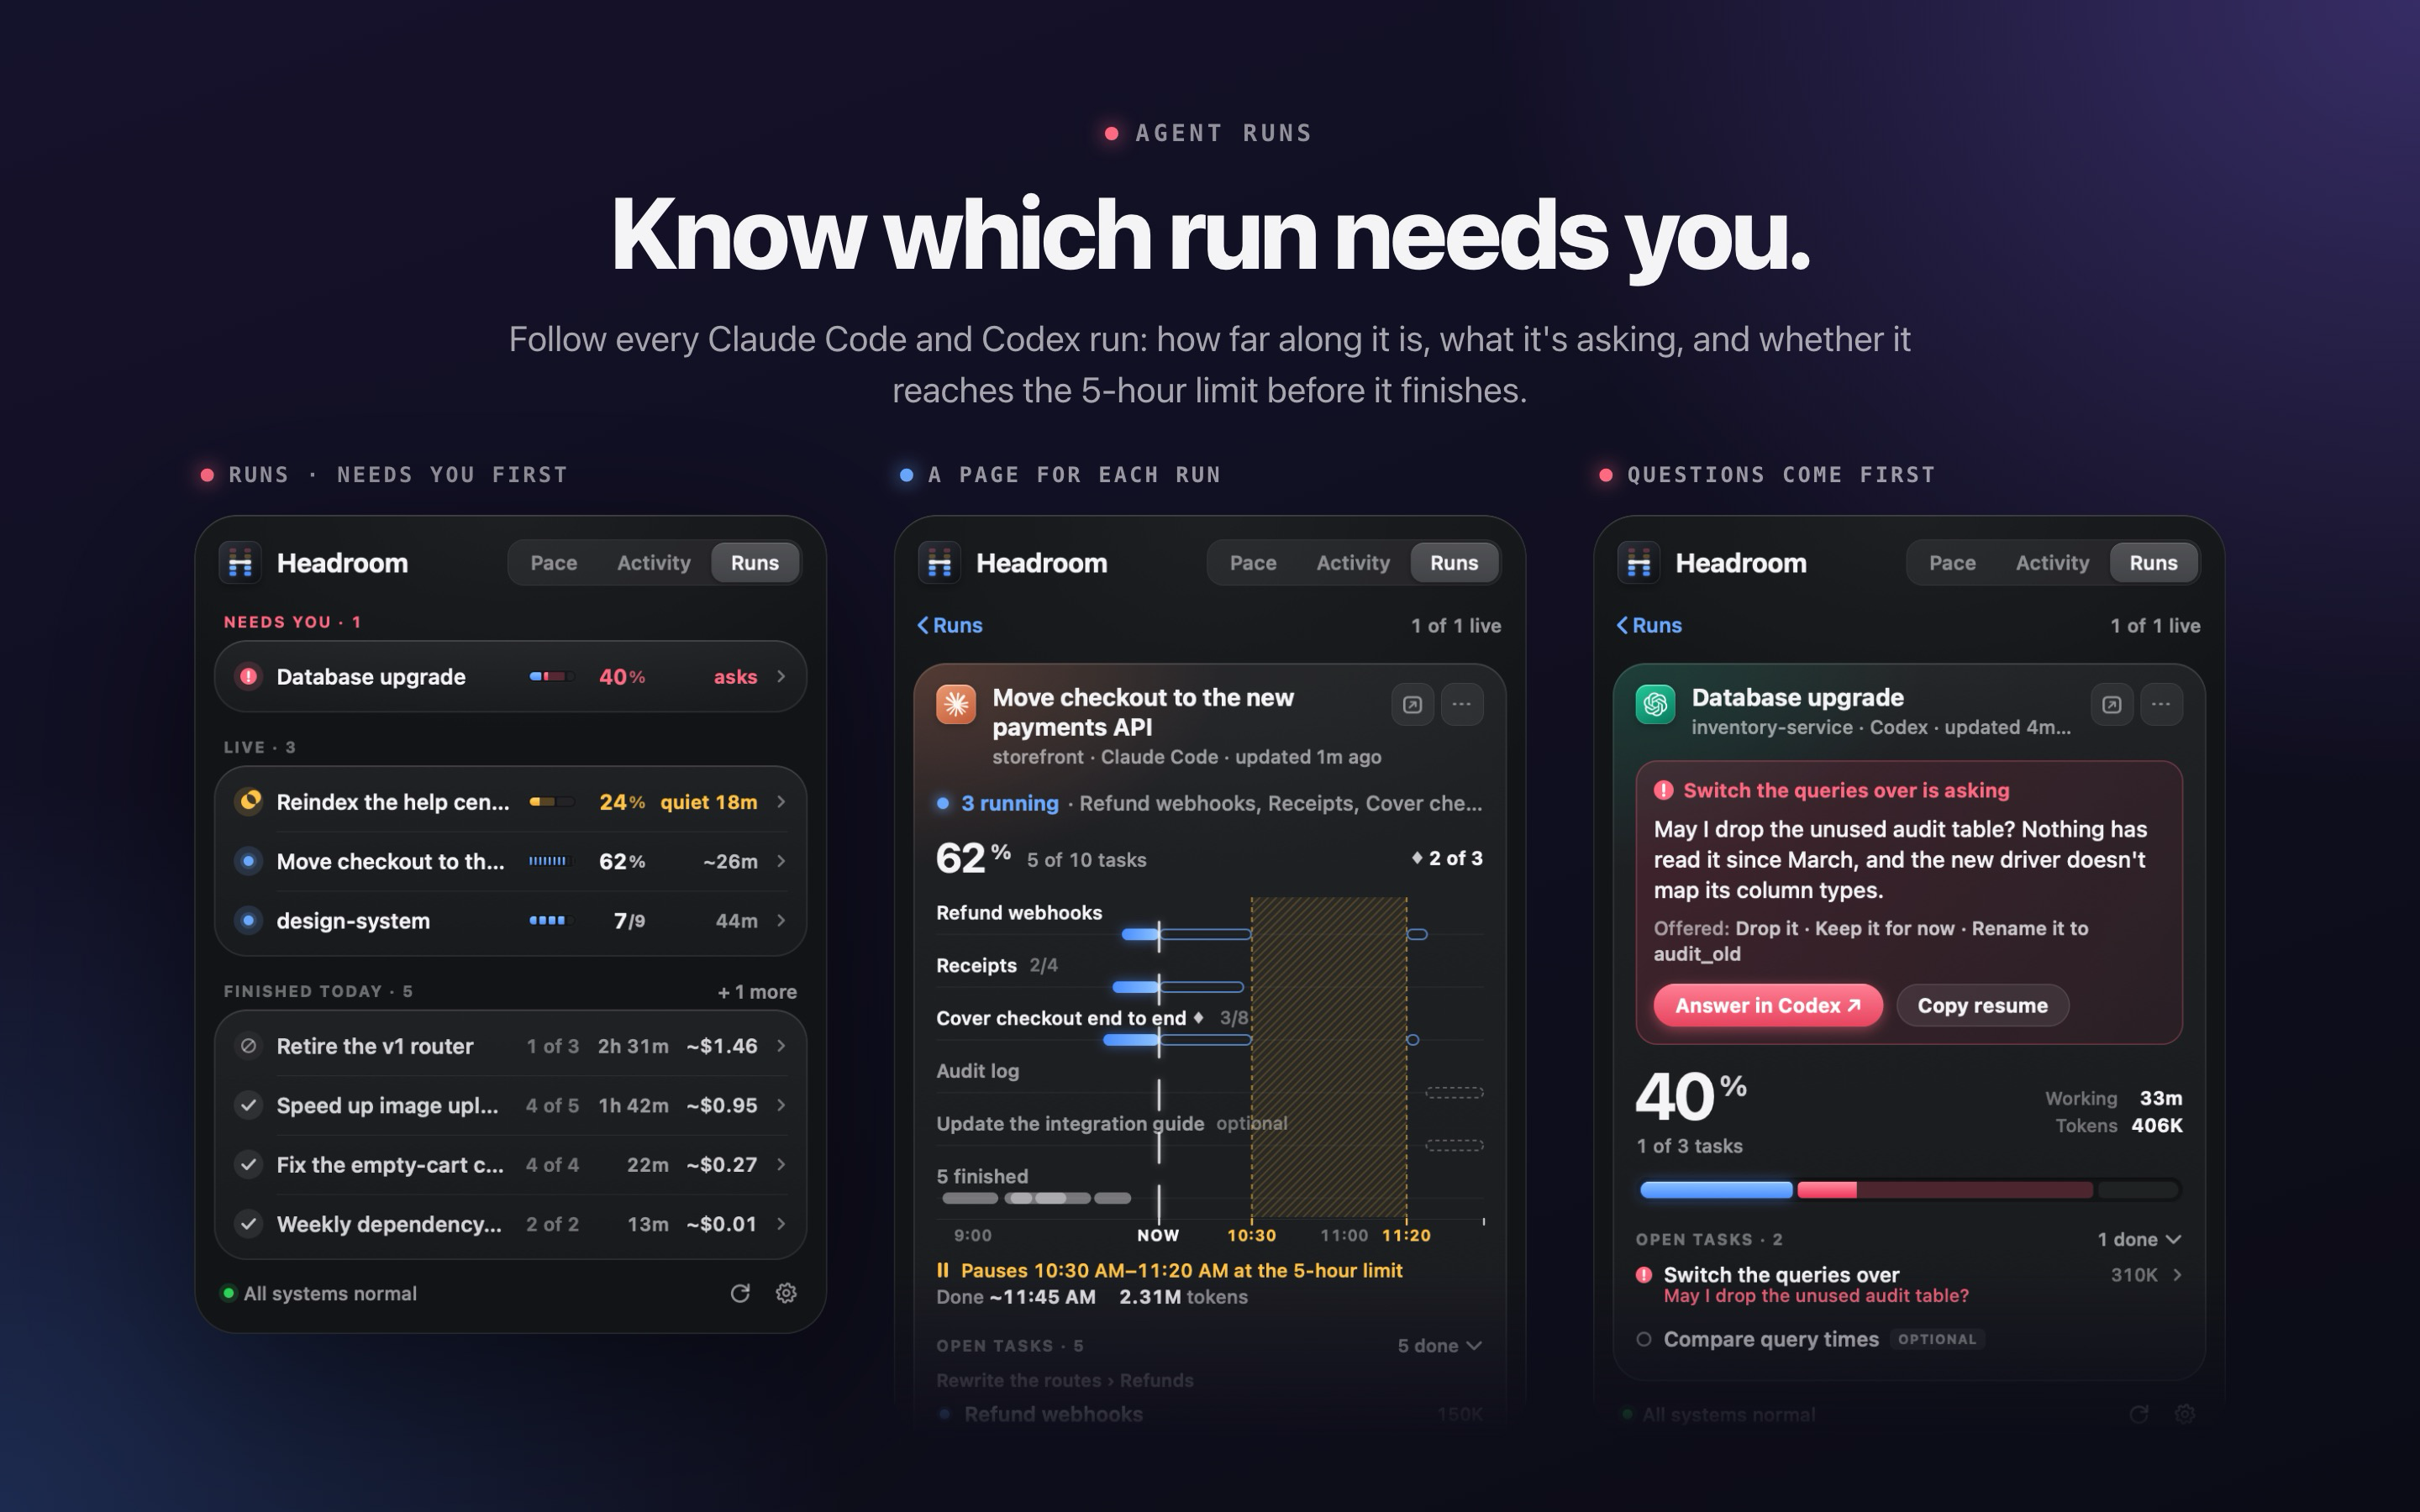 AGENT RUNS
Know which run needs you.
Follow every Claude Code and Codex run: how far along it is, what it's asking, and whether it
reaches the 5-hour limit before it finishes.
RUNS · NEEDS YOU FIRST
Headroom
Pace Activity Runs
NEEDS YOU · 1
Database upgrade 40% asks
LIVE · 3
Reindex the help cen... 24% quiet 18m
Move checkout to th... 62% ~26m
design-system 7/9 44m
FINISHED TODAY · 5 + 1 more
Retire the v1 router 1 of 3 2h 31m ~$1.46
Speed up image upl... 4 of 5 1h 42m ~$0.95
Fix the empty-cart c... 4 of 4 22m ~$0.27
Weekly dependency... 2 of 2 13m ~$0.01
All systems normal
A PAGE FOR EACH RUN
Headroom
Pace Activity Runs
Runs 1 of 1 live
Move checkout to the new
payments API
storefront · Claude Code · updated 1m ago
3 running · Refund webhooks, Receipts, Cover che...
62% 5 of 10 tasks ♦ 2 of 3
Refund webhooks
Receipts 2/4
Cover checkout end to end ♦ 3/8
Audit log
Update the integration guide optional
5 finished
9:00 NOW 10:30 11:00 11:20
Pauses 10:30 AM–11:20 AM at the 5-hour limit
Done ~11:45 AM 2.31M tokens
OPEN TASKS · 5 5 done
Rewrite the routes › Refunds
Refund webhooks 150K
QUESTIONS COME FIRST
Headroom
Pace Activity Runs
Runs 1 of 1 live
Database upgrade
inventory-service · Codex · updated 4m...
Switch the queries over is asking
May I drop the unused audit table? Nothing has
read it since March, and the new driver doesn't
map its column types.
Offered: Drop it · Keep it for now · Rename it to
audit_old
Answer in Codex ↗ Copy resume
40%
1 of 3 tasks
Working 33m
Tokens 406K
OPEN TASKS · 2 1 done
Switch the queries over 310K
May I drop the unused audit table?
Compare query times OPTIONAL
All systems normal